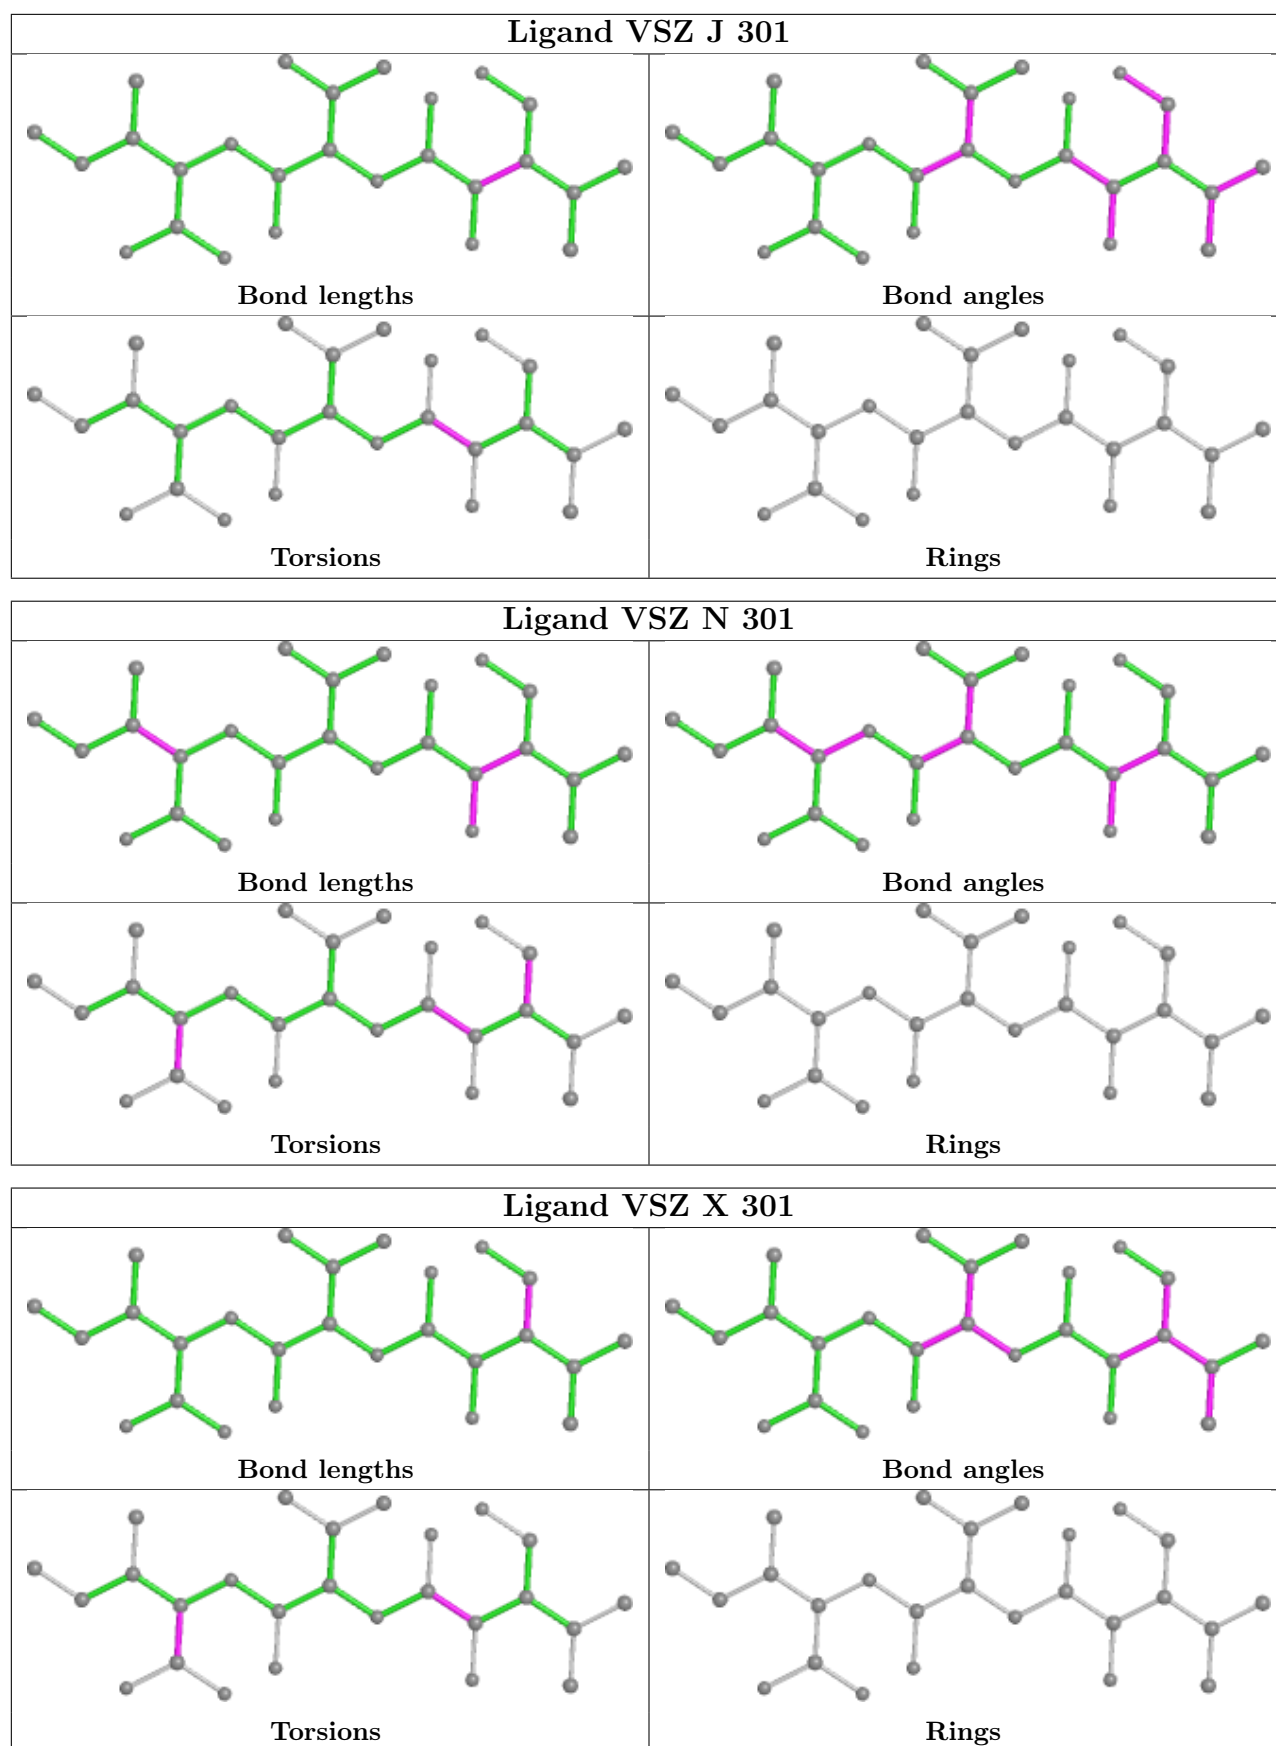 Ligand VSZ J 301
Bond lengths
Bond angles
Torsions
Rings
Ligand VSZ N 301
Bond lengths
Bond angles
Torsions
Rings
Ligand VSZ X 301
Bond lengths
Bond angles
Torsions
Rings